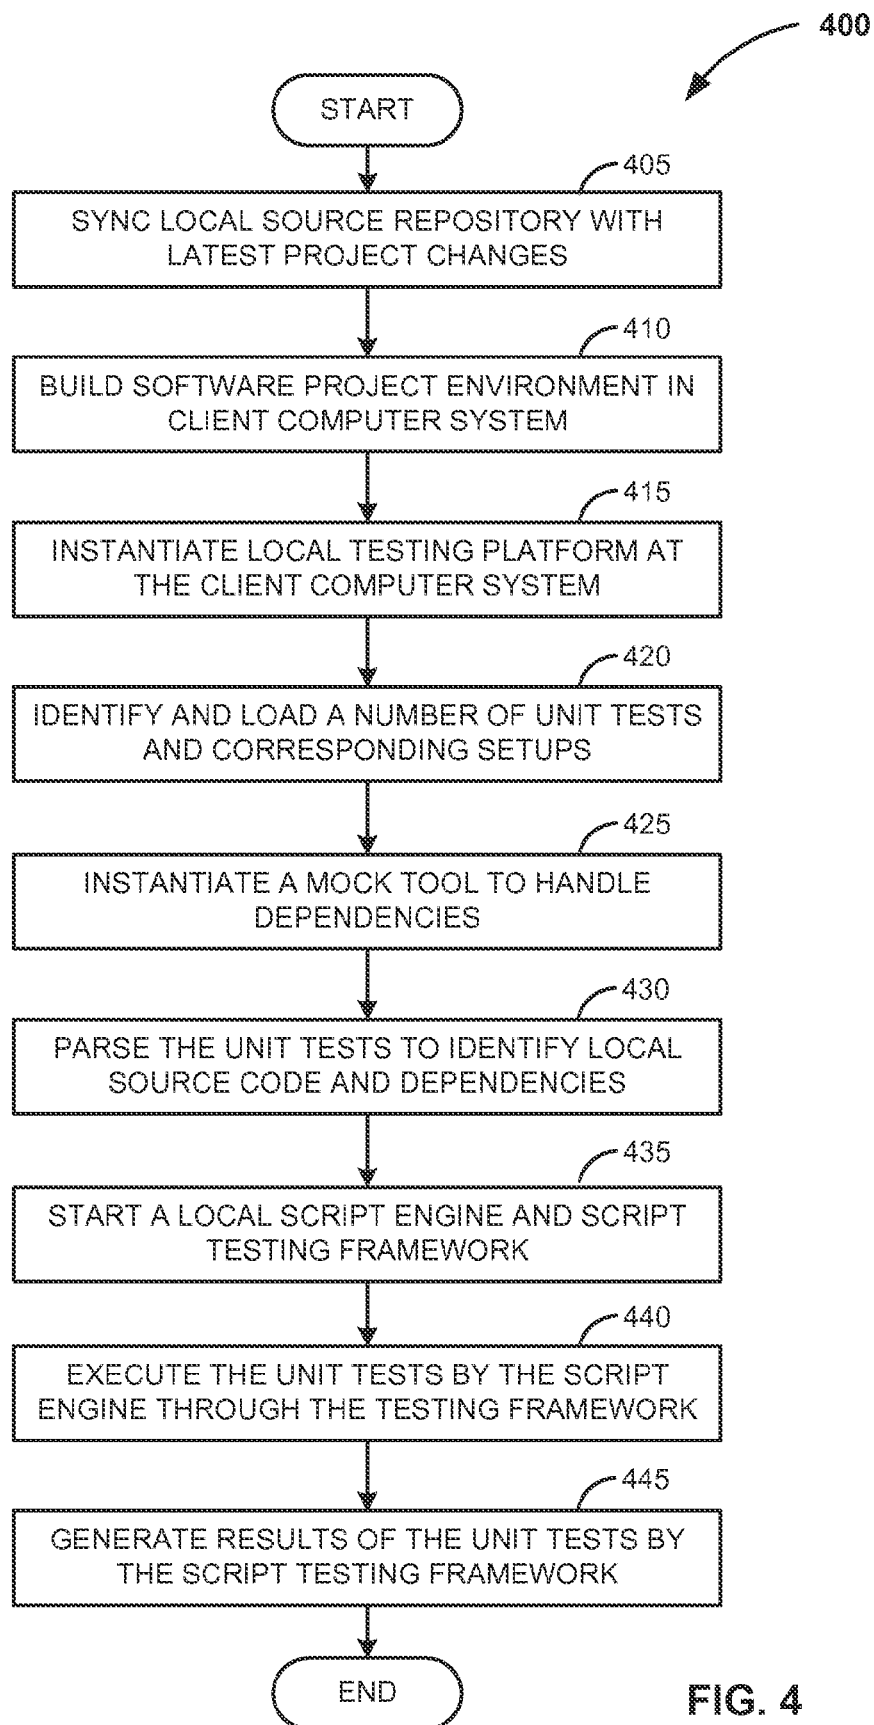 400
START
405
SYNC LOCAL SOURCE REPOSITORY WITH
LATEST PROJECT CHANGES
410
BUILD SOFTWARE PROJECT ENVIRONMENT IN
CLIENT COMPUTER SYSTEM
415
INSTANTIATE LOCAL TESTING PLATFORM AT
THE CLIENT COMPUTER SYSTEM
420
IDENTIFY AND LOAD A NUMBER OF UNIT TESTS
AND CORRESPONDING SETUPS
425
INSTANTIATE A MOCK TOOL TO HANDLE
DEPENDENCIES
430
PARSE THE UNIT TESTS TO IDENTIFY LOCAL
SOURCE CODE AND DEPENDENCIES
435
START A LOCAL SCRIPT ENGINE AND SCRIPT
TESTING FRAMEWORK
440
EXECUTE THE UNIT TESTS BY THE SCRIPT
ENGINE THROUGH THE TESTING FRAMEWORK
445
GENERATE RESULTS OF THE UNIT TESTS BY
THE SCRIPT TESTING FRAMEWORK
END
FIG. 4